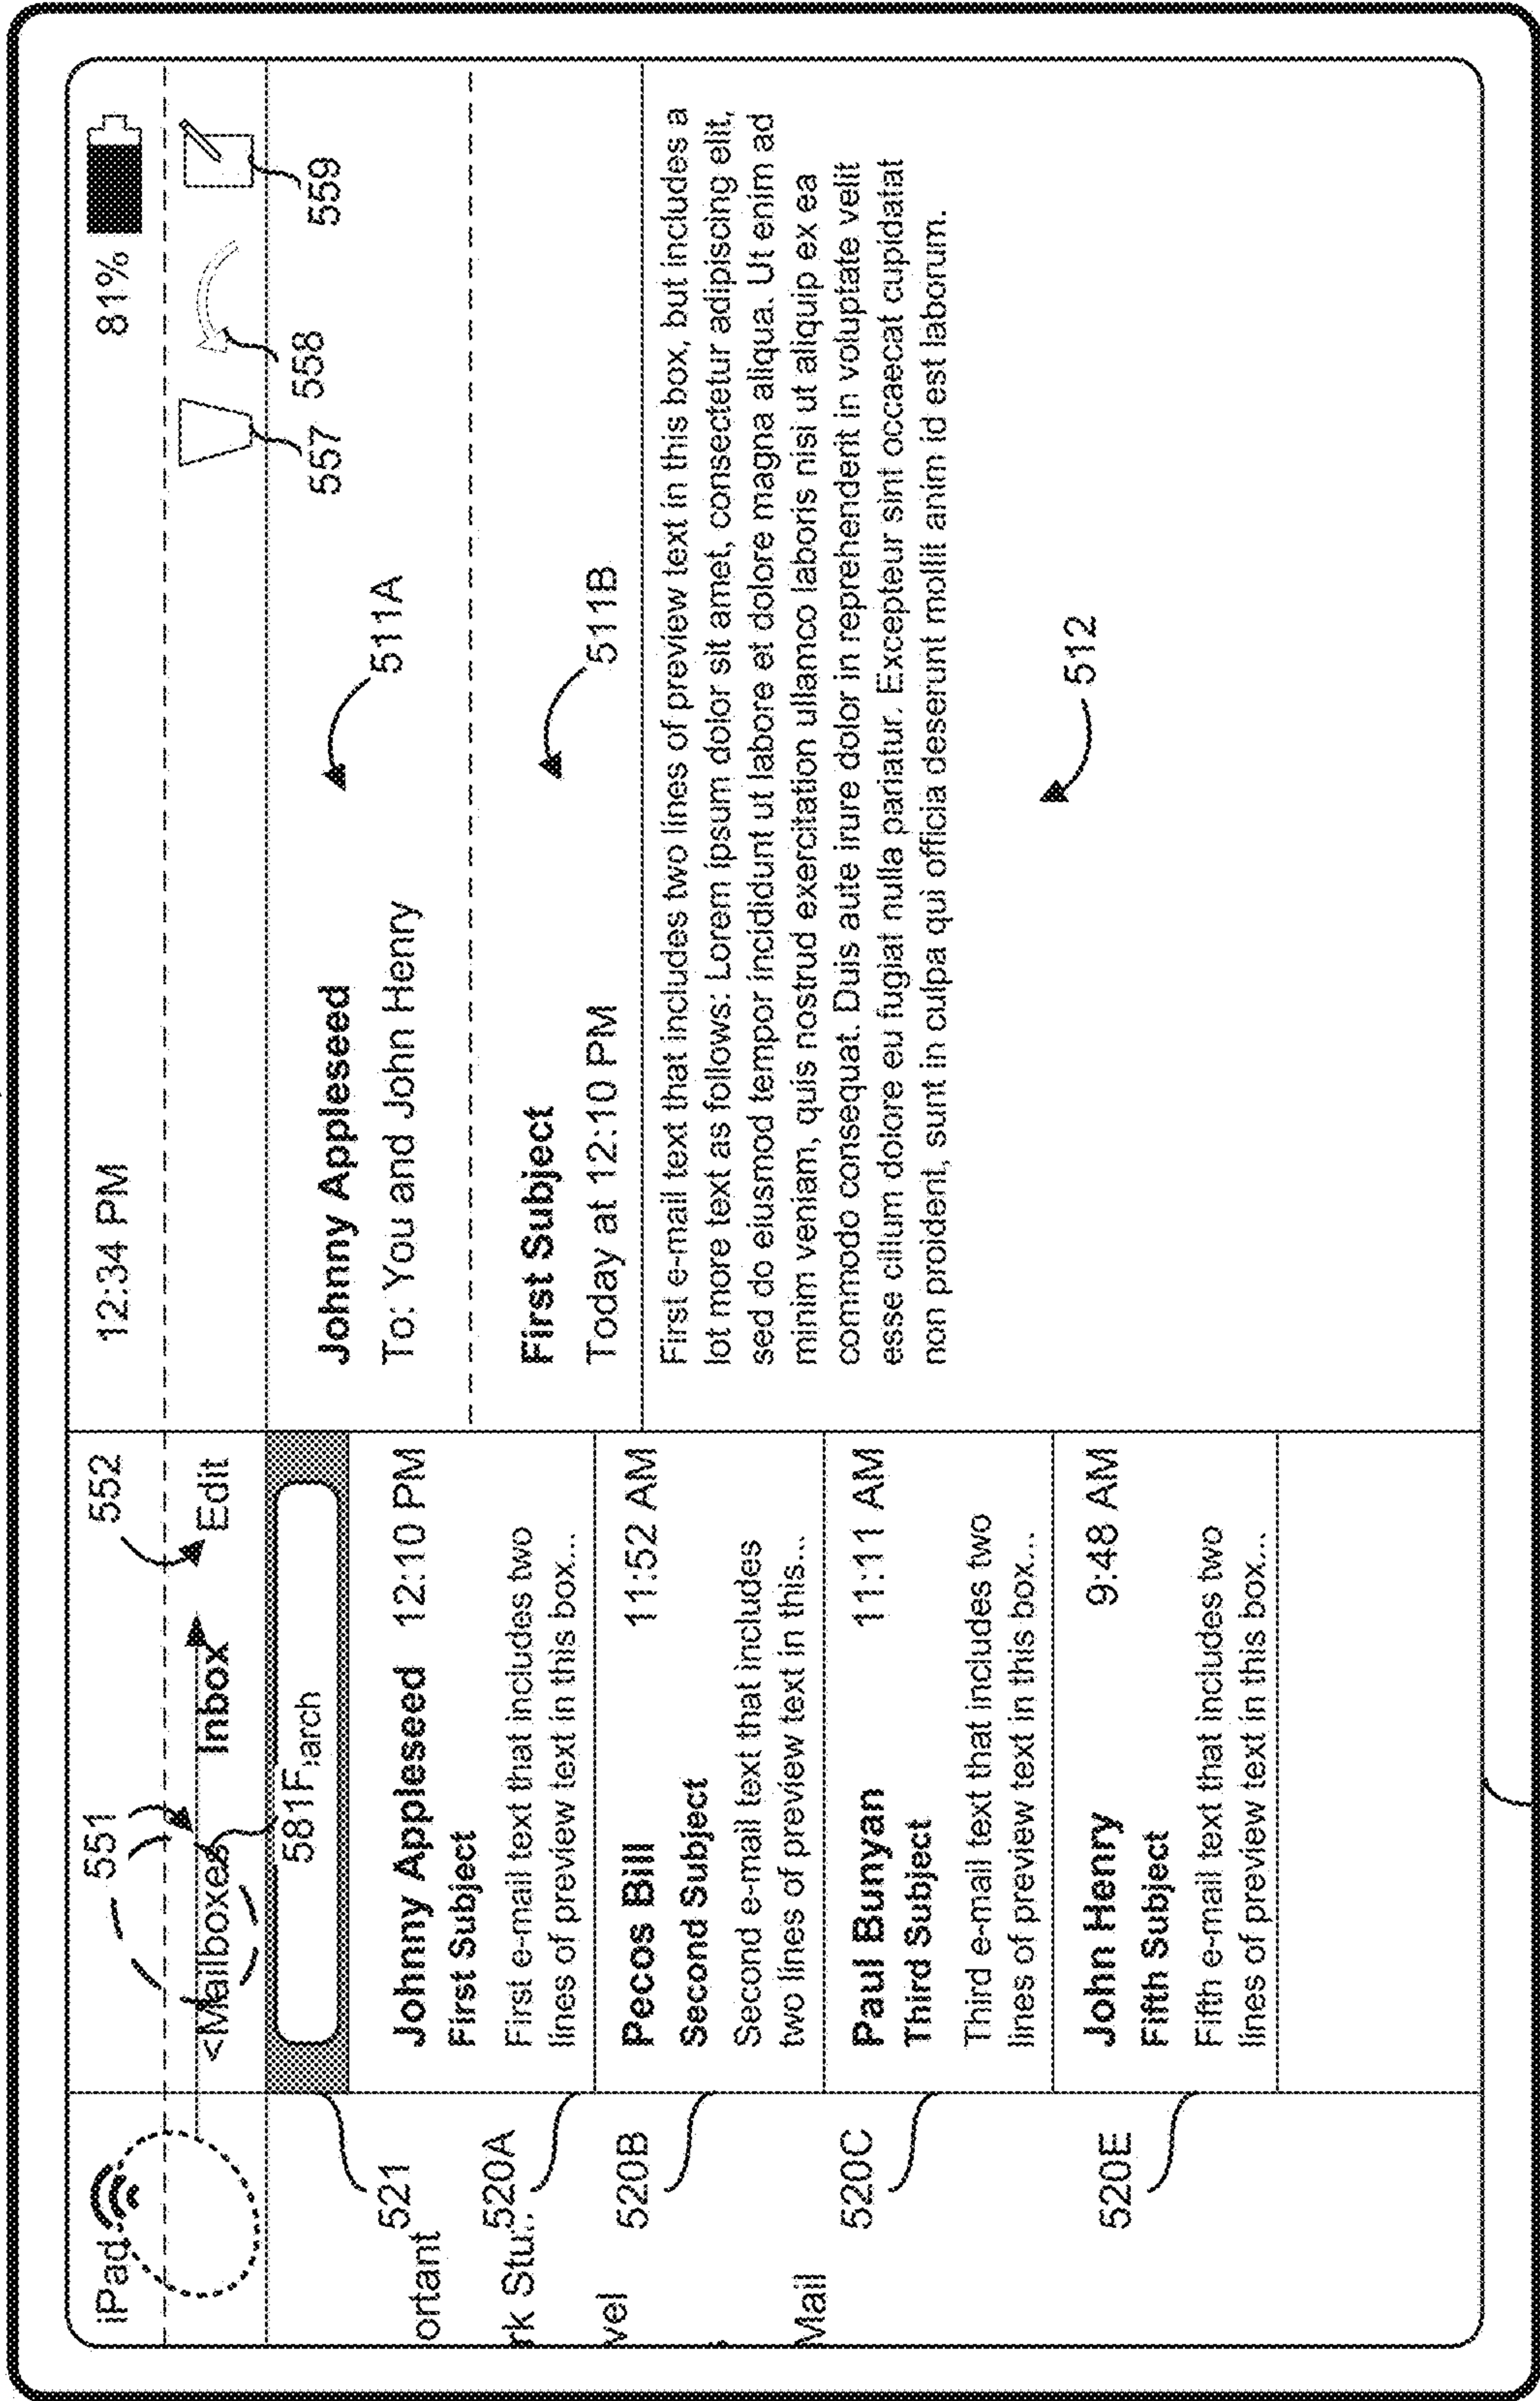 iPad 12:34 PM 81%
551 552
<Mailboxes Inbox Edit
557 558 559
581F arch
521
ortant
520A
rk Stu..
520B
vel
520C
Mail
520E
Johnny Appleseed 12:10 PM
First Subject
First e-mail text that includes two
lines of preview text in this box...
Pecos Bill 11:52 AM
Second Subject
Second e-mail text that includes
two lines of preview text in this...
Paul Bunyan 11:11 AM
Third Subject
Third e-mail text that includes two
lines of preview text in this box...
John Henry 9:48 AM
Fifth Subject
Fifth e-mail text that includes two
lines of preview text in this box...
Johnny Appleseed
To: You and John Henry
511A
First Subject
Today at 12:10 PM
511B
First e-mail text that includes two lines of preview text in this box, but includes a
lot more text as follows: Lorem ipsum dolor sit amet, consectetur adipiscing elit,
sed do eiusmod tempor incididunt ut labore et dolore magna aliqua. Ut enim ad
minim veniam, quis nostrud exercitation ullamco laboris nisi ut aliquip ex ea
commodo consequat. Duis aute irure dolor in reprehenderit in voluptate velit
esse cillum dolore eu fugiat nulla pariatur. Excepteur sint occaecat cupidatat
non proident, sunt in culpa qui officia deserunt mollit anim id est laborum.
512